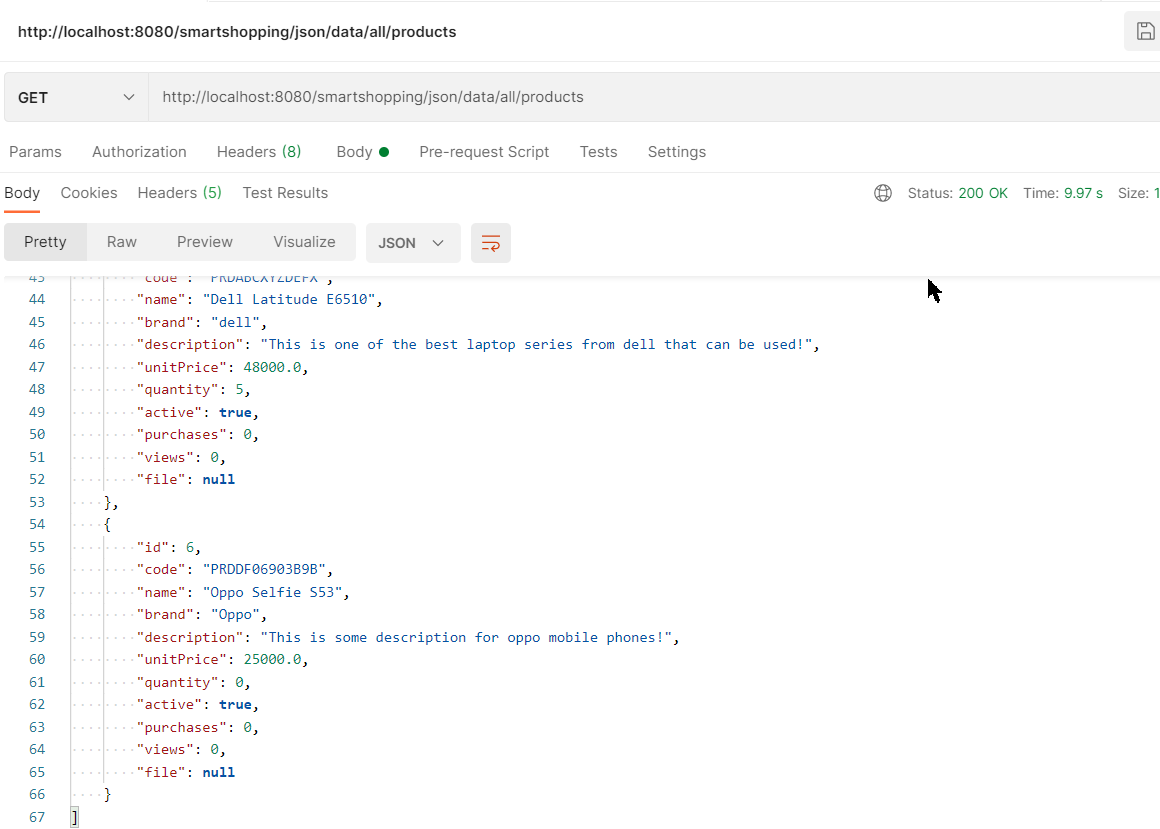 http://localhost:8080/smartshopping/json/data/all/products
GET http://localhost:8080/smartshopping/json/data/all/products
Params Authorization Headers (8) Body Pre-request Script Tests Settings
Body Cookies Headers (5) Test Results Status: 200 OK Time: 9.97 s Size: 1
Pretty Raw Preview Visualize JSON
43 "code": "PRDABCXYZDEFX",
44 "name": "Dell Latitude E6510",
45 "brand": "dell",
46 "description": "This is one of the best laptop series from dell that can be used!",
47 "unitPrice": 48000.0,
48 "quantity": 5,
49 "active": true,
50 "purchases": 0,
51 "views": 0,
52 "file": null
53 },
54 {
55 "id": 6,
56 "code": "PRDDF06903B9B",
57 "name": "Oppo Selfie S53",
58 "brand": "Oppo",
59 "description": "This is some description for oppo mobile phones!",
60 "unitPrice": 25000.0,
61 "quantity": 0,
62 "active": true,
63 "purchases": 0,
64 "views": 0,
65 "file": null
66 }
67 ]